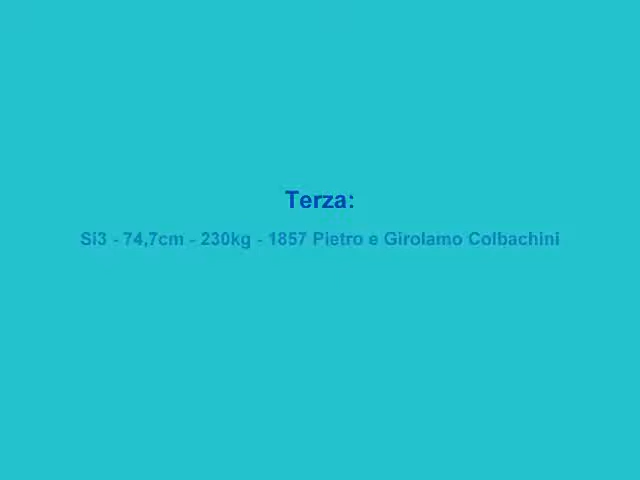 Terza:
Si3 - 74,7cm - 230kg - 1857 Pietro e Girolamo Colbachini